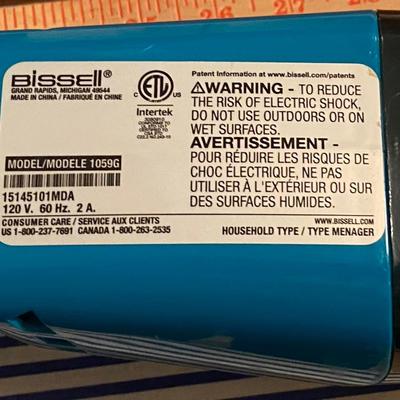 BISSELL®
GRAND RAPIDS, MICHIGAN 49544
MADE IN CHINA / FABRIQUÉ EN CHINE
C ETL US
Intertek
MODEL/MODELE 1059G
15145101MDA
120 V. 60 Hz. 2 A.
CONSUMER CARE / SERVICE AUX CLIENTS
US 1-800-237-7691 CANADA 1-800-263-2535
Patent Information at www.bissell.com/patents
WARNING - TO REDUCE
THE RISK OF ELECTRIC SHOCK,
DO NOT USE OUTDOORS OR ON
WET SURFACES.
AVERTISSEMENT -
POUR RÉDUIRE LES RISQUES DE
CHOC ÉLECTRIQUE, NE PAS
UTILISER À L'EXTÉRIEUR OU SUR
DES SURFACES HUMIDES.
WWW.BISSELL.COM
HOUSEHOLD TYPE / TYPE MENAGER